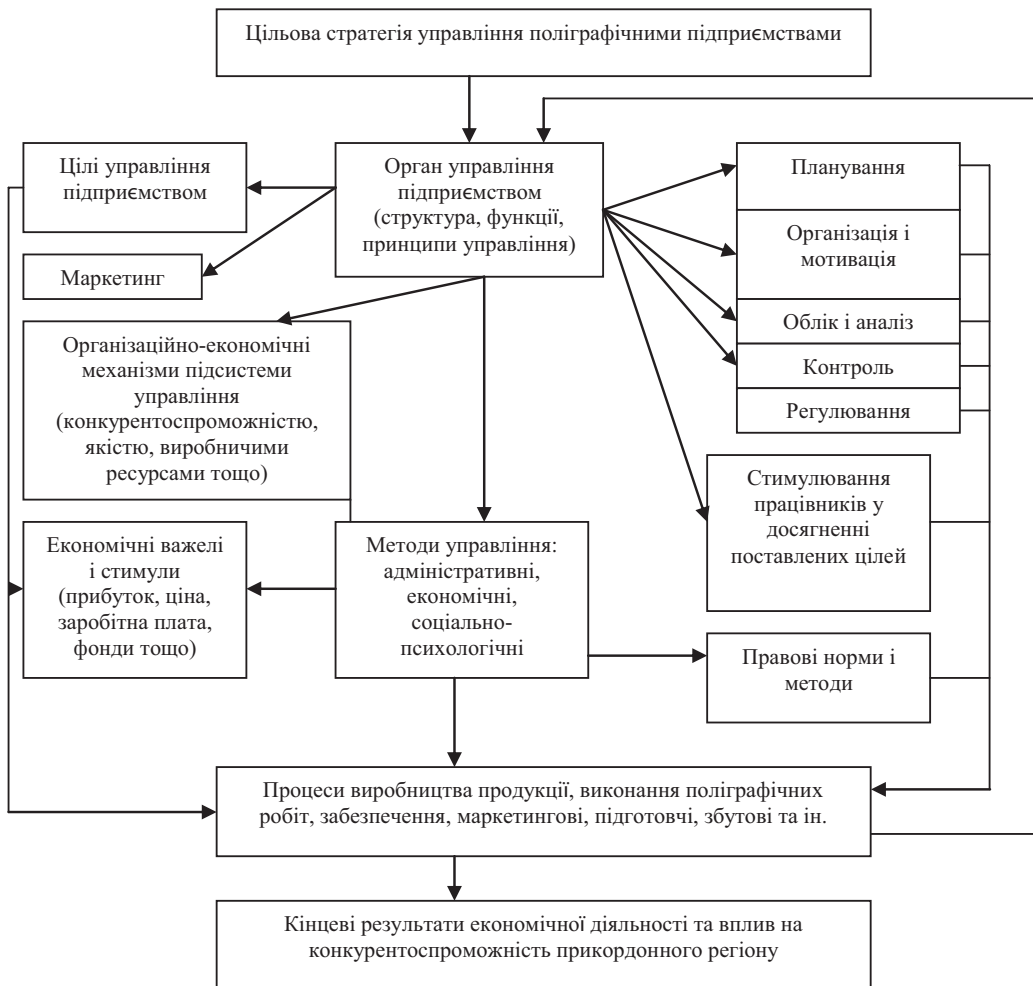 Цільова стратегія управління поліграфічними підприємствами
Цілі управління
підприємством
Орган управління
підприємством
(структура, функції,
принципи управління)
Планування
Організація і
мотивація
Маркетинг
Облік і аналіз
Контроль
Регулювання
Організаційно-економічні
механізми підсистеми
управління
(конкурентоспроможністю,
якістю, виробничими
ресурсами тощо)
Стимулювання
працівників у
досягненні
поставлених цілей
Економічні важелі
і стимули
(прибуток, ціна,
заробітна плата,
фонди тощо)
Методи управління:
адміністративні,
економічні,
соціально-
психологічні
Правові норми і
методи
Процеси виробництва продукції, виконання поліграфічних
робіт, забезпечення, маркетингові, підготовчі, збутові та ін.
Кінцеві результати економічної діяльності та вплив на
конкурентоспроможність прикордонного регіону